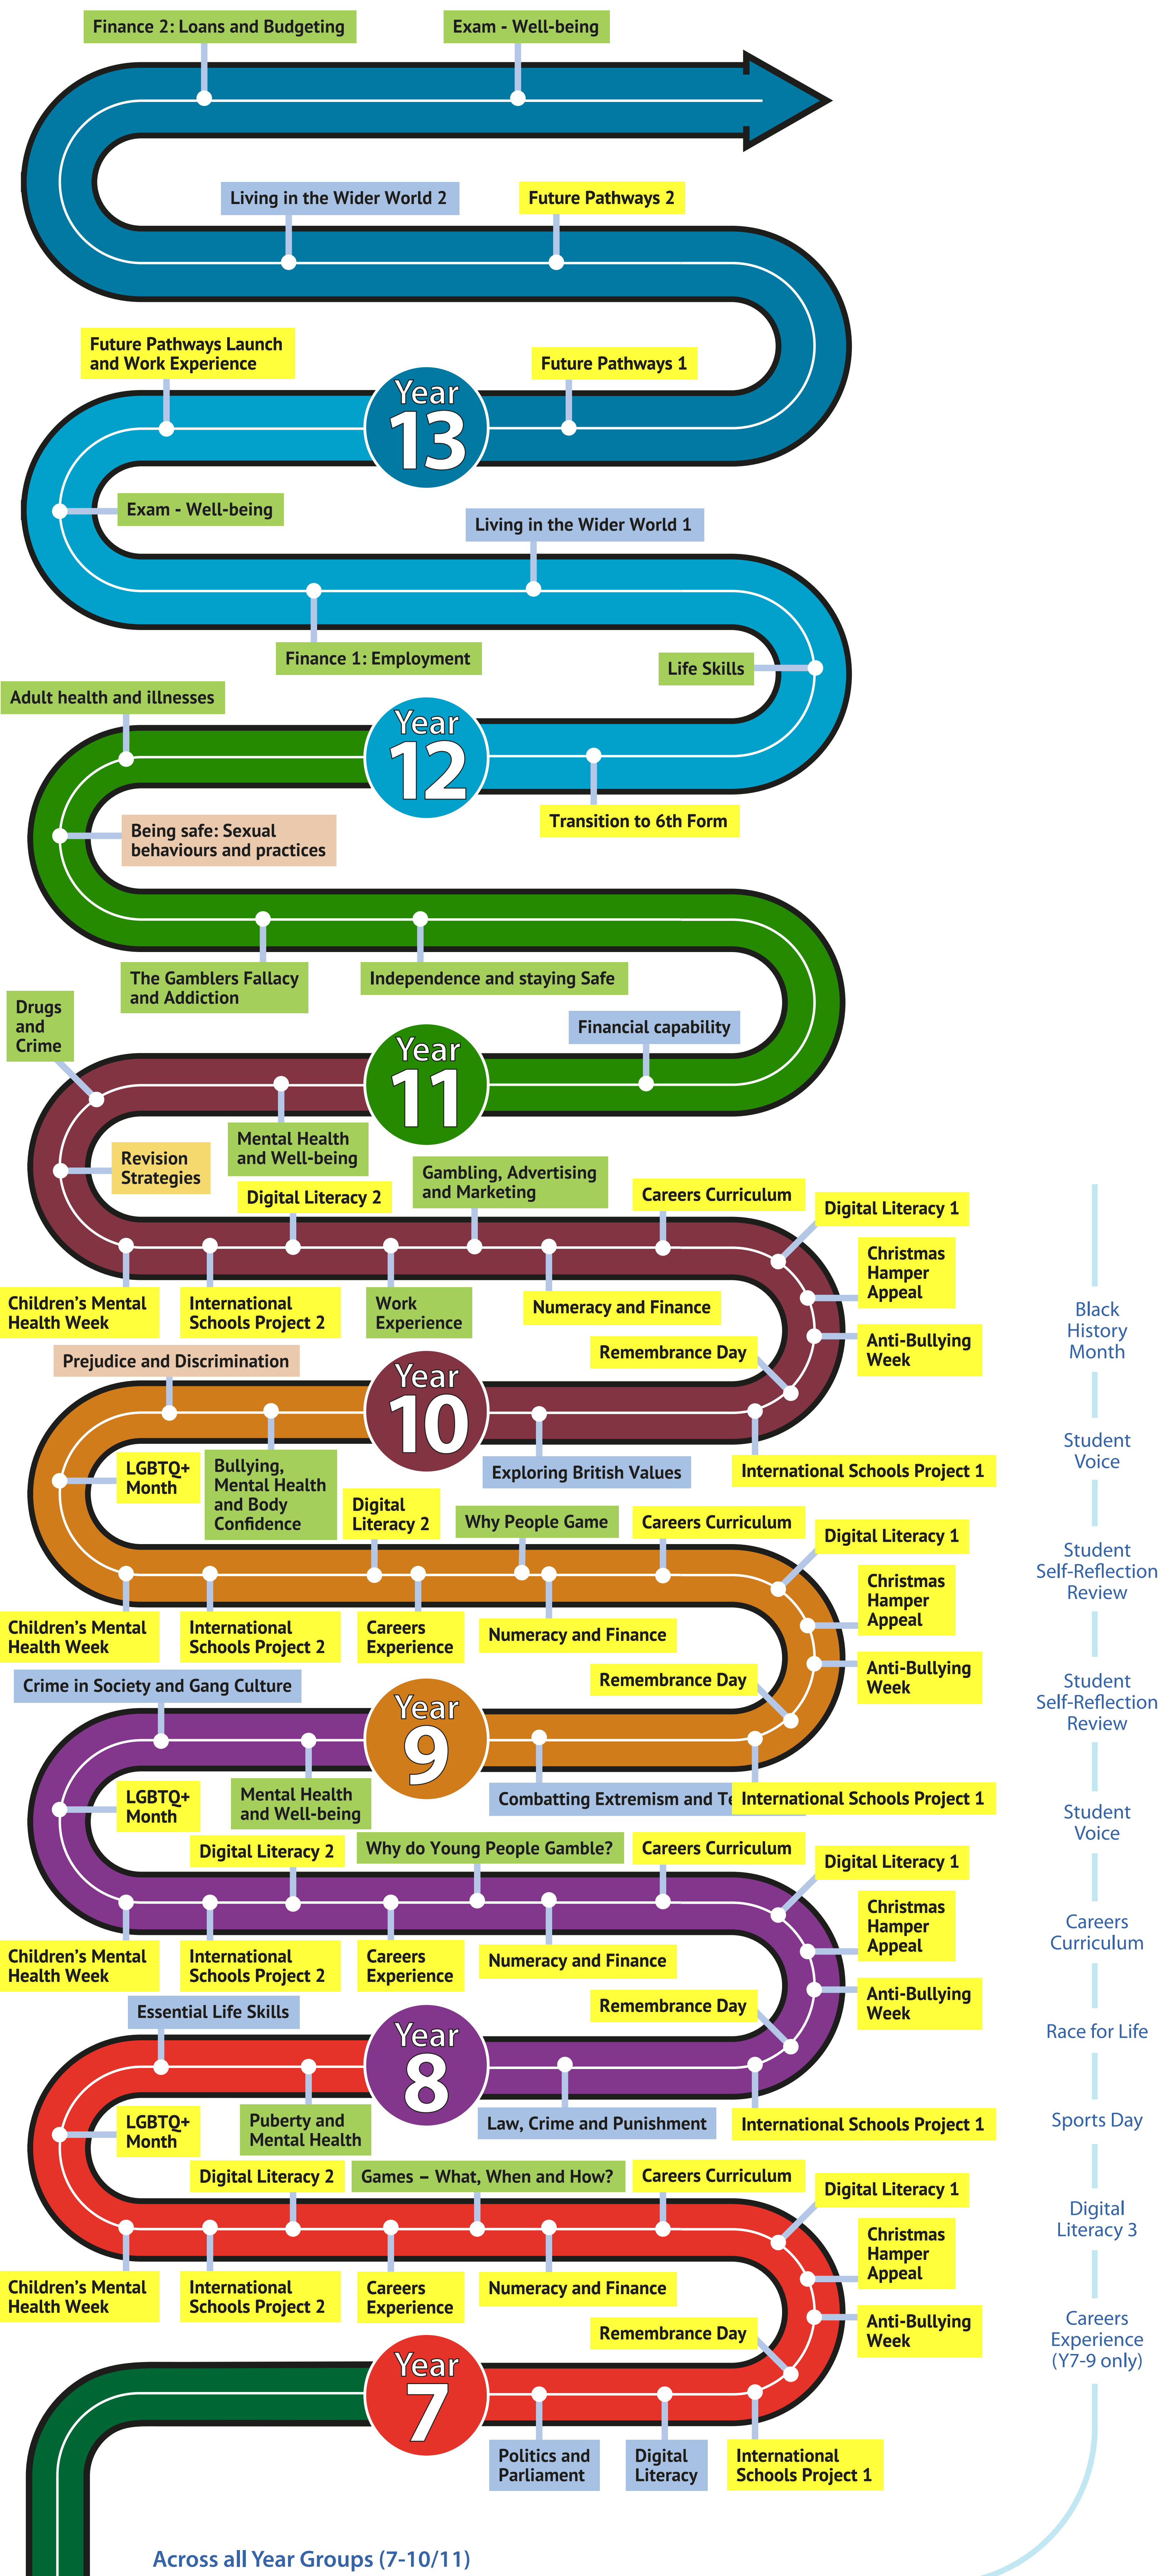 Finance 2: Loans and Budgeting
Exam - Well-being
Living in the Wider World 2
Future Pathways 2
Future Pathways Launch
and Work Experience
Future Pathways 1
Year
13
Exam - Well-being
Living in the Wider World 1
Finance 1: Employment
Life Skills
Adult health and illnesses
Year
12
Transition to 6th Form
Being safe: Sexual
behaviours and practices
The Gamblers Fallacy
and Addiction
Independence and staying Safe
Drugs
and
Crime
Financial capability
Year
11
Mental Health
and Well-being
Revision
Strategies
Digital Literacy 2
Gambling, Advertising
and Marketing
Careers Curriculum
Digital Literacy 1
Christmas
Hamper
Appeal
Children's Mental
Health Week
International
Schools Project 2
Work
Experience
Numeracy and Finance
Anti-Bullying
Week
Remembrance Day
Prejudice and Discrimination
Year
10
Exploring British Values
International Schools Project 1
LGBTQ+
Month
Bullying,
Mental Health
and Body
Confidence
Digital
Literacy 2
Why People Game
Careers Curriculum
Digital Literacy 1
Christmas
Hamper
Appeal
Children's Mental
Health Week
International
Schools Project 2
Careers
Experience
Numeracy and Finance
Anti-Bullying
Week
Remembrance Day
Crime in Society and Gang Culture
Year
9
Combatting Extremism and
International Schools Project 1
LGBTQ+
Month
Mental Health
and Well-being
Digital Literacy 2
Why do Young People Gamble?
Careers Curriculum
Digital Literacy 1
Christmas
Hamper
Appeal
Children's Mental
Health Week
International
Schools Project 2
Careers
Experience
Numeracy and Finance
Anti-Bullying
Week
Remembrance Day
Essential Life Skills
Year
8
Law, Crime and Punishment
International Schools Project 1
LGBTQ+
Month
Puberty and
Mental Health
Digital Literacy 2
Games – What, When and How?
Careers Curriculum
Digital Literacy 1
Christmas
Hamper
Appeal
Children's Mental
Health Week
International
Schools Project 2
Careers
Experience
Numeracy and Finance
Anti-Bullying
Week
Remembrance Day
Year
7
Politics and
Parliament
Digital
Literacy
International
Schools Project 1
Black
History
Month
Student
Voice
Student
Self-Reflection
Review
Student
Self-Reflection
Review
Student
Voice
Careers
Curriculum
Race for Life
Sports Day
Digital
Literacy 3
Careers
Experience
(Y7-9 only)
Across all Year Groups (7-10/11)